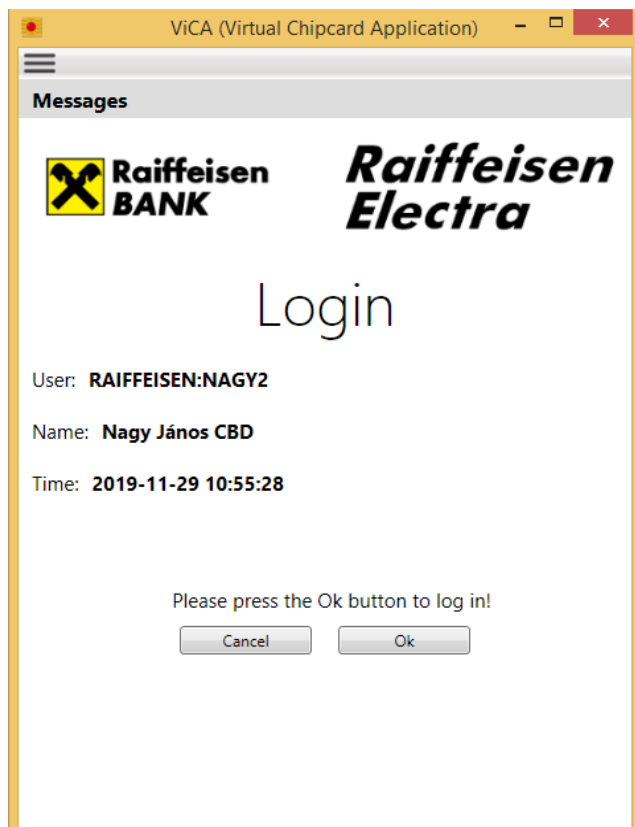 ViCA (Virtual Chipcard Application)
Messages
Raiffeisen
BANK
Raiffeisen
Electra
Login
User: RAIFFEISEN:NAGY2
Name: Nagy János CBD
Time: 2019-11-29 10:55:28
Please press the Ok button to log in!
Cancel Ok